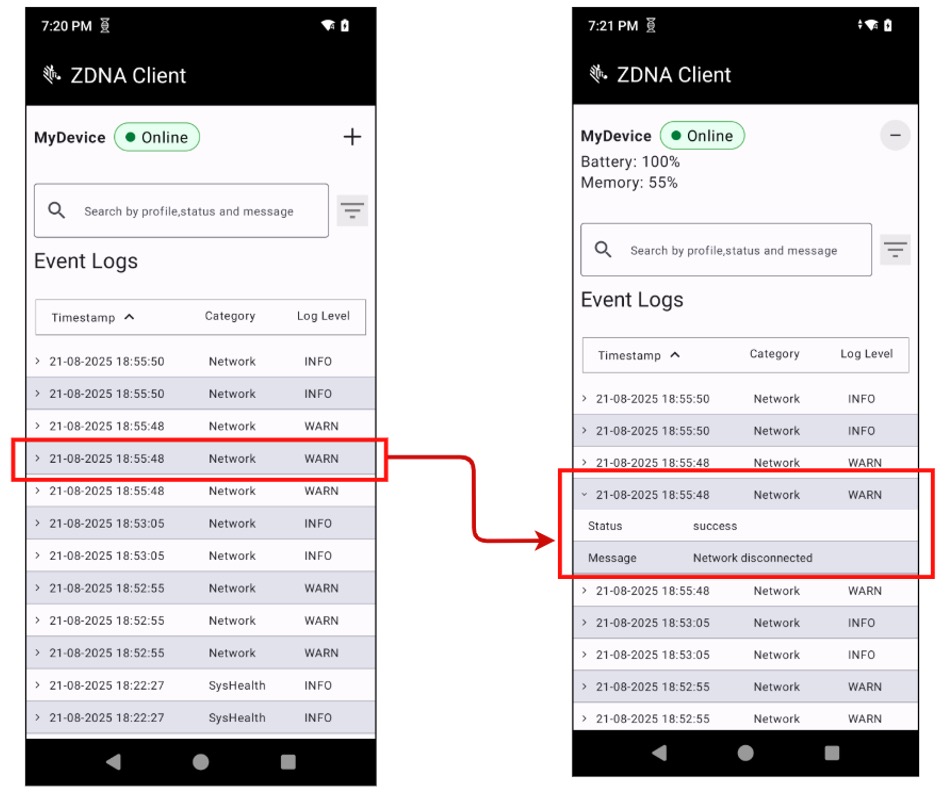 7:20 PM
ZDNA Client
MyDevice Online
Search by profile,status and message
Event Logs
Timestamp Category Log Level
21-08-2025 18:55:50 Network INFO
21-08-2025 18:55:50 Network INFO
21-08-2025 18:55:48 Network WARN
21-08-2025 18:55:48 Network WARN
21-08-2025 18:55:48 Network WARN
21-08-2025 18:53:05 Network INFO
21-08-2025 18:53:05 Network INFO
21-08-2025 18:52:55 Network WARN
21-08-2025 18:52:55 Network WARN
21-08-2025 18:52:55 Network WARN
21-08-2025 18:22:27 SysHealth INFO
21-08-2025 18:22:27 SysHealth INFO
7:21 PM
ZDNA Client
MyDevice Online
Battery: 100%
Memory: 55%
Search by profile,status and message
Event Logs
Timestamp Category Log Level
21-08-2025 18:55:50 Network INFO
21-08-2025 18:55:50 Network INFO
21-08-2025 18:55:48 Network WARN
21-08-2025 18:55:48 Network WARN
Status success
Message Network disconnected
21-08-2025 18:55:48 Network WARN
21-08-2025 18:53:05 Network INFO
21-08-2025 18:53:05 Network INFO
21-08-2025 18:52:55 Network WARN
21-08-2025 18:52:55 Network WARN